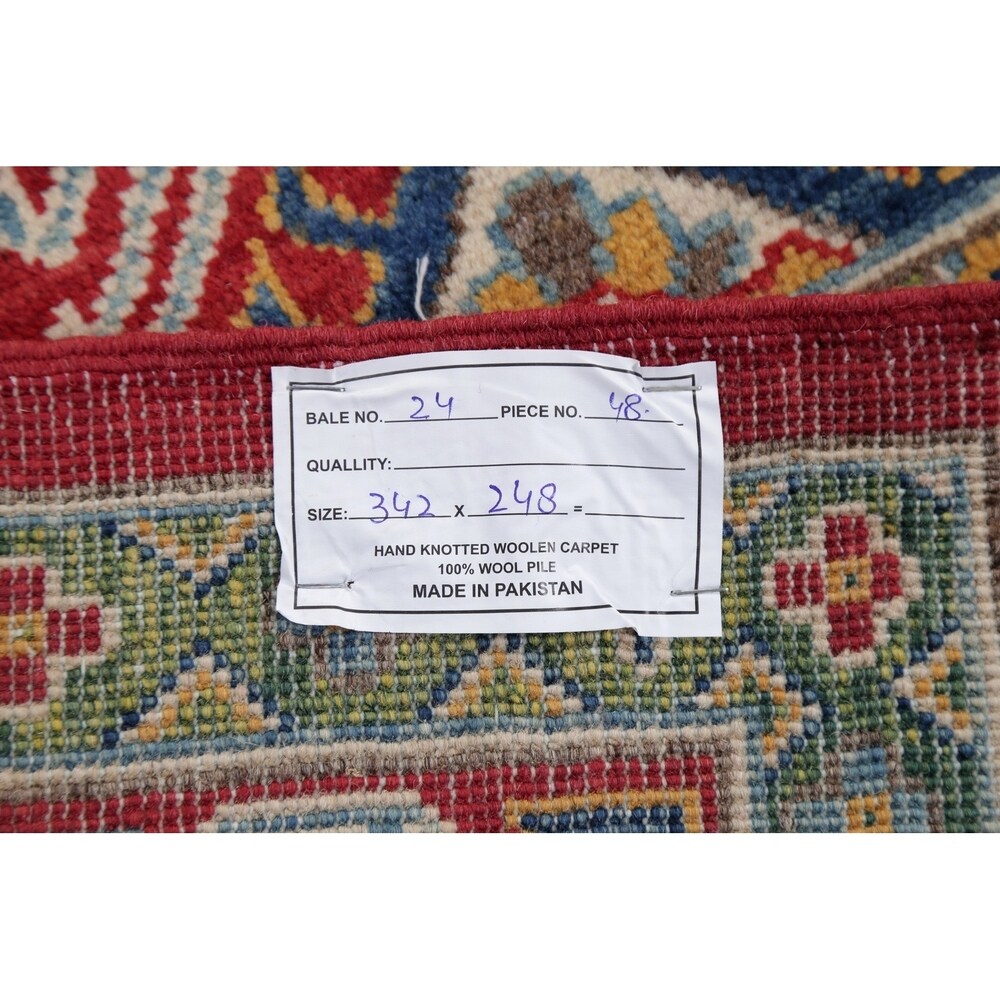 BALE NO. 24 PIECE NO. 48.
QUALLITY:
SIZE: 342 X 248 =
HAND KNOTTED WOOLEN CARPET
100% WOOL PILE
MADE IN PAKISTAN